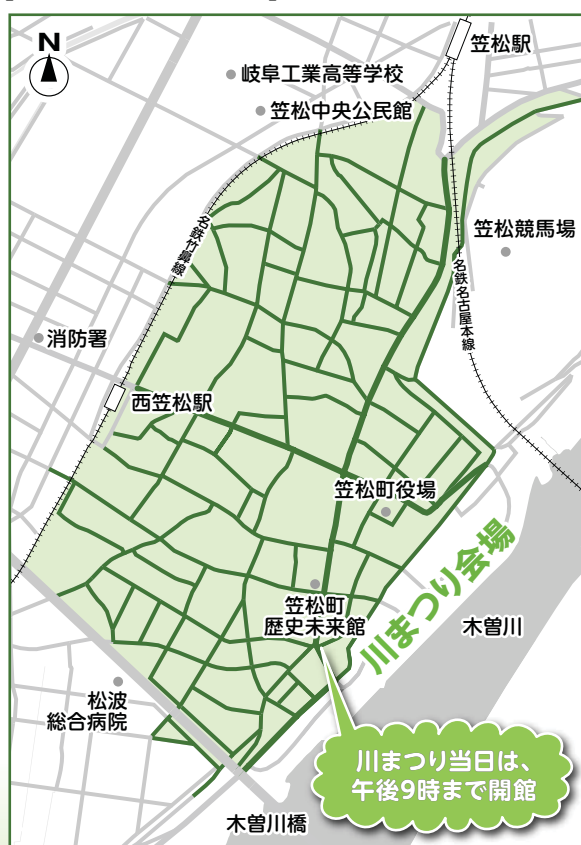 N
笠松駅
岐阜工業高等学校
笠松中央公民館
名鉄竹鼻線
笠松競馬場
名鉄名古屋本線
消防署
西笠松駅
笠松町役場
川まつり会場
笠松町
歴史未来館
木曽川
松波
総合病院
川まつり当日は、
午後9時まで開館
木曽川橋